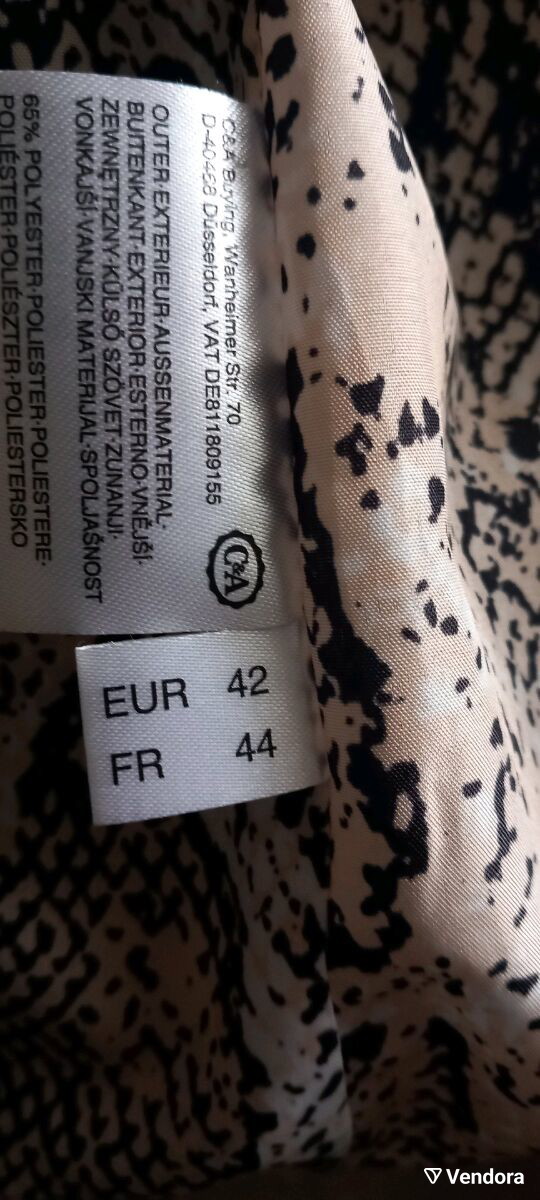 C&A Buying, Wanheimer Str. 70
D-40468 Düsseldorf, VAT DE811809155
C&A
OUTER·EXTERIEUR·AUSSENMATERIAL·
BUITENKANT·EXTERIOR·ESTERNO·VNĚJŠÍ·
ZEWNĘTRZNY·KÜLSŐ SZÖVET·ZUNANJI·
VONKAJŠÍ·VANJSKI MATERIJAL·SPOLJAŠNOST
65% POLYESTER·POLIESTER·POLIESTERE·
POLIÉSTER·POLIÉSZTER·POLIESTERSKO
EUR 42
FR 44
Vendora